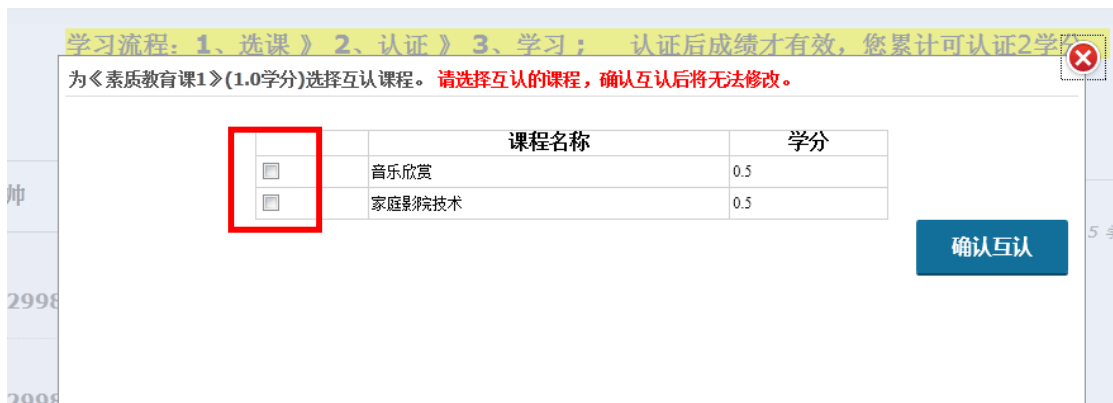 学习流程：1、选课 》 2、认证 》 3、学习； 认证后成绩才有效，您累计可认证2学分
为《素质教育课1》(1.0学分)选择互认课程。请选择互认的课程，确认互认后将无法修改。
课程名称 学分
音乐欣赏 0.5
家庭影院技术 0.5
帅
确认互认
5
2998
2998